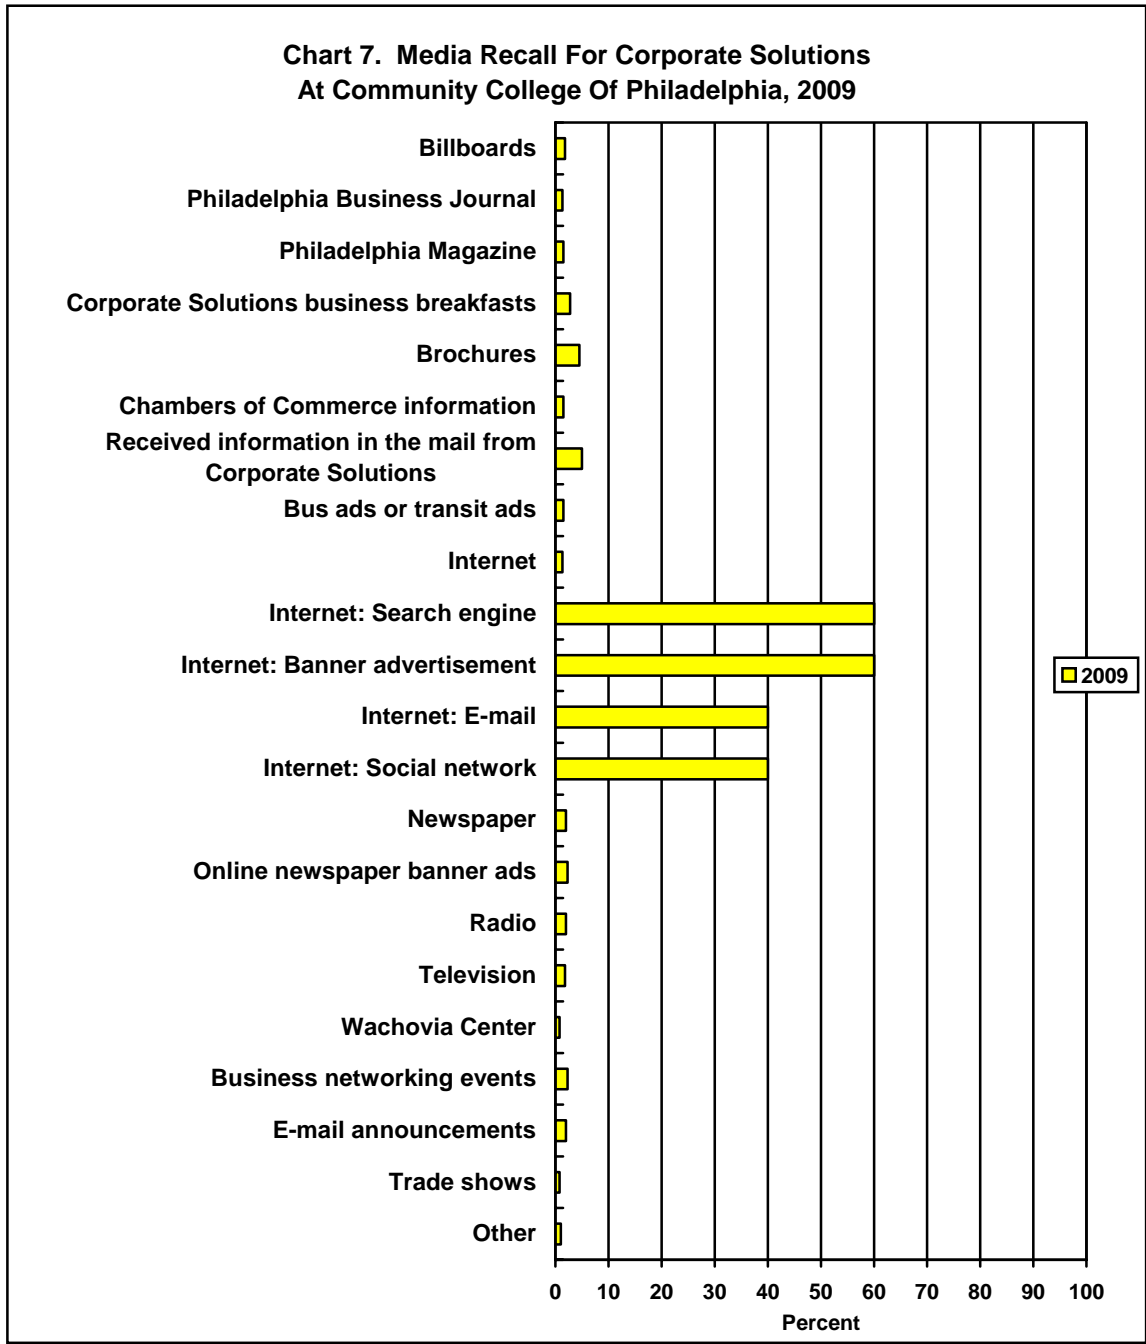 Chart 7. Media Recall For Corporate Solutions
At Community College Of Philadelphia, 2009
Billboards
Philadelphia Business Journal
Philadelphia Magazine
Corporate Solutions business breakfasts
Brochures
Chambers of Commerce information
Received information in the mail from
Corporate Solutions
Bus ads or transit ads
Internet
Internet: Search engine
Internet: Banner advertisement
Internet: E-mail
Internet: Social network
Newspaper
Online newspaper banner ads
Radio
Television
Wachovia Center
Business networking events
E-mail announcements
Trade shows
Other
0 10 20 30 40 50 60 70 80 90 100
Percent
2009